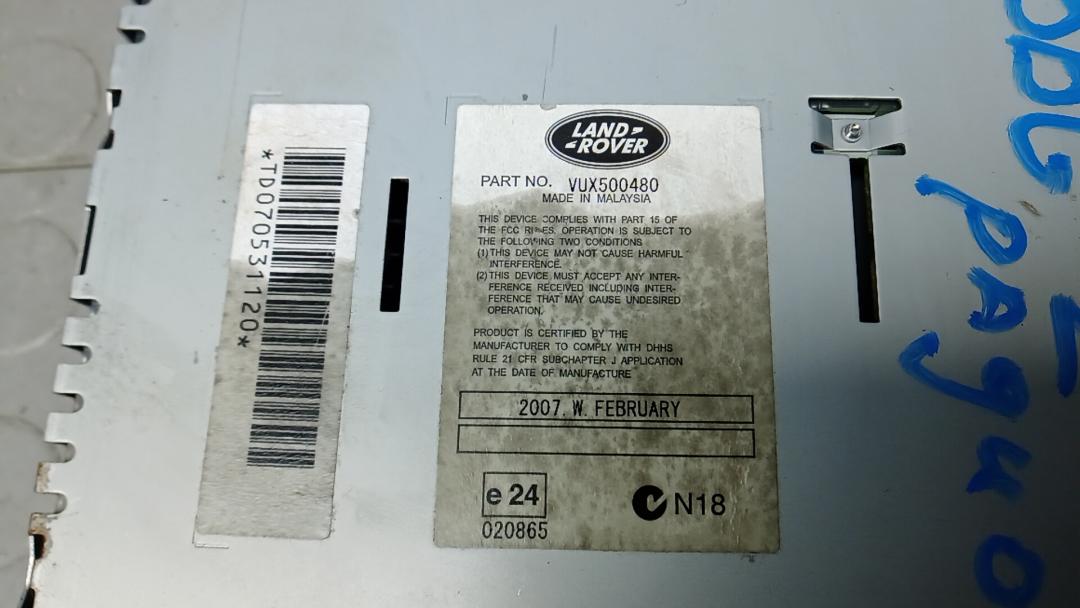 *TD070531120*
LAND-
-ROVER
PART NO. VUX500480
MADE IN MALAYSIA
THIS DEVICE COMPLIES WITH PART 15 OF
THE FCC OPERATION IS SUBJECT TO
THE FOLLOWING TWO CONDITIONS
(1) THIS DEVICE MAY NOT CAUSE HARMFUL
INTERFERENCE.
(2) THIS DEVICE MUST ACCEPT ANY INTER-
FERENCE RECEIVED INCLUDING INTER-
FERENCE THAT MAY CAUSE UNDESIRED
OPERATION.
PRODUCT IS CERTIFIED BY THE
MANUFACTURER TO COMPLY WITH DHHS
RULE 21 CFR SUBCHAPTER J APPLICATION
AT THE DATE OF MANUFACTURE
2007. W. FEBRUARY
e 24
020865
N18